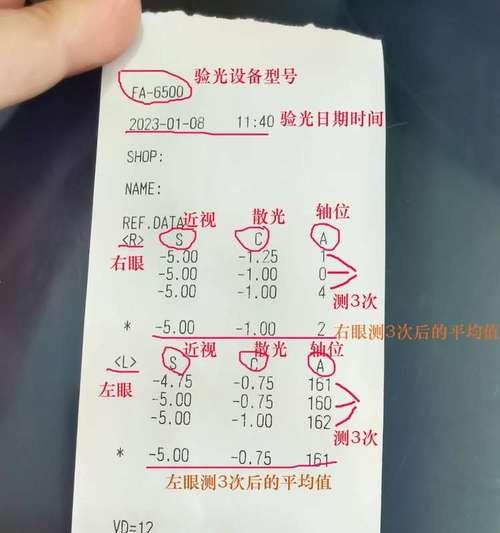 FA-6500 验光设备型号
2023-01-08 11:40 验光日期时间
SHOP:
NAME:
REF.DATA 近视 散光 轴位
<R> S C A
右眼 -5.00 -1.25 1
-5.00 -1.00 0
-5.00 -1.00 4 测3次
* -5.00 -1.00 2 右眼测3次后的平均值
近视 散光 轴位
<L> S C A
左眼 -4.75 -0.75 161
-5.00 -0.75 160
-5.00 -1.00 162 测3次
* -5.00 -0.75 161
左眼测3次后的平均值
VD=12